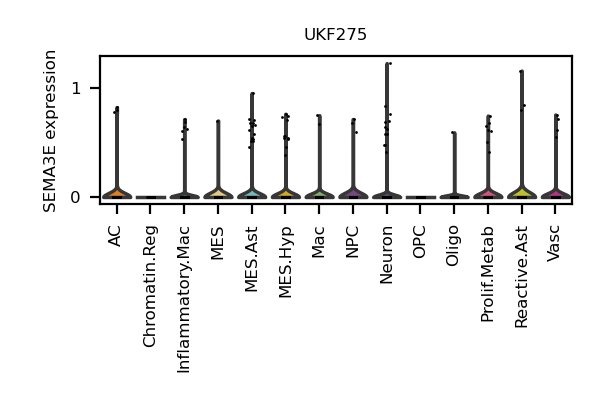 UKF275
SEMA3E expression
1
0
AC
Chromatin.Reg
Inflammatory.Mac
MES
MES.Ast
MES.Hyp
Mac
NPC
Neuron
OPC
Oligo
Prolif.Metab
Reactive.Ast
Vasc